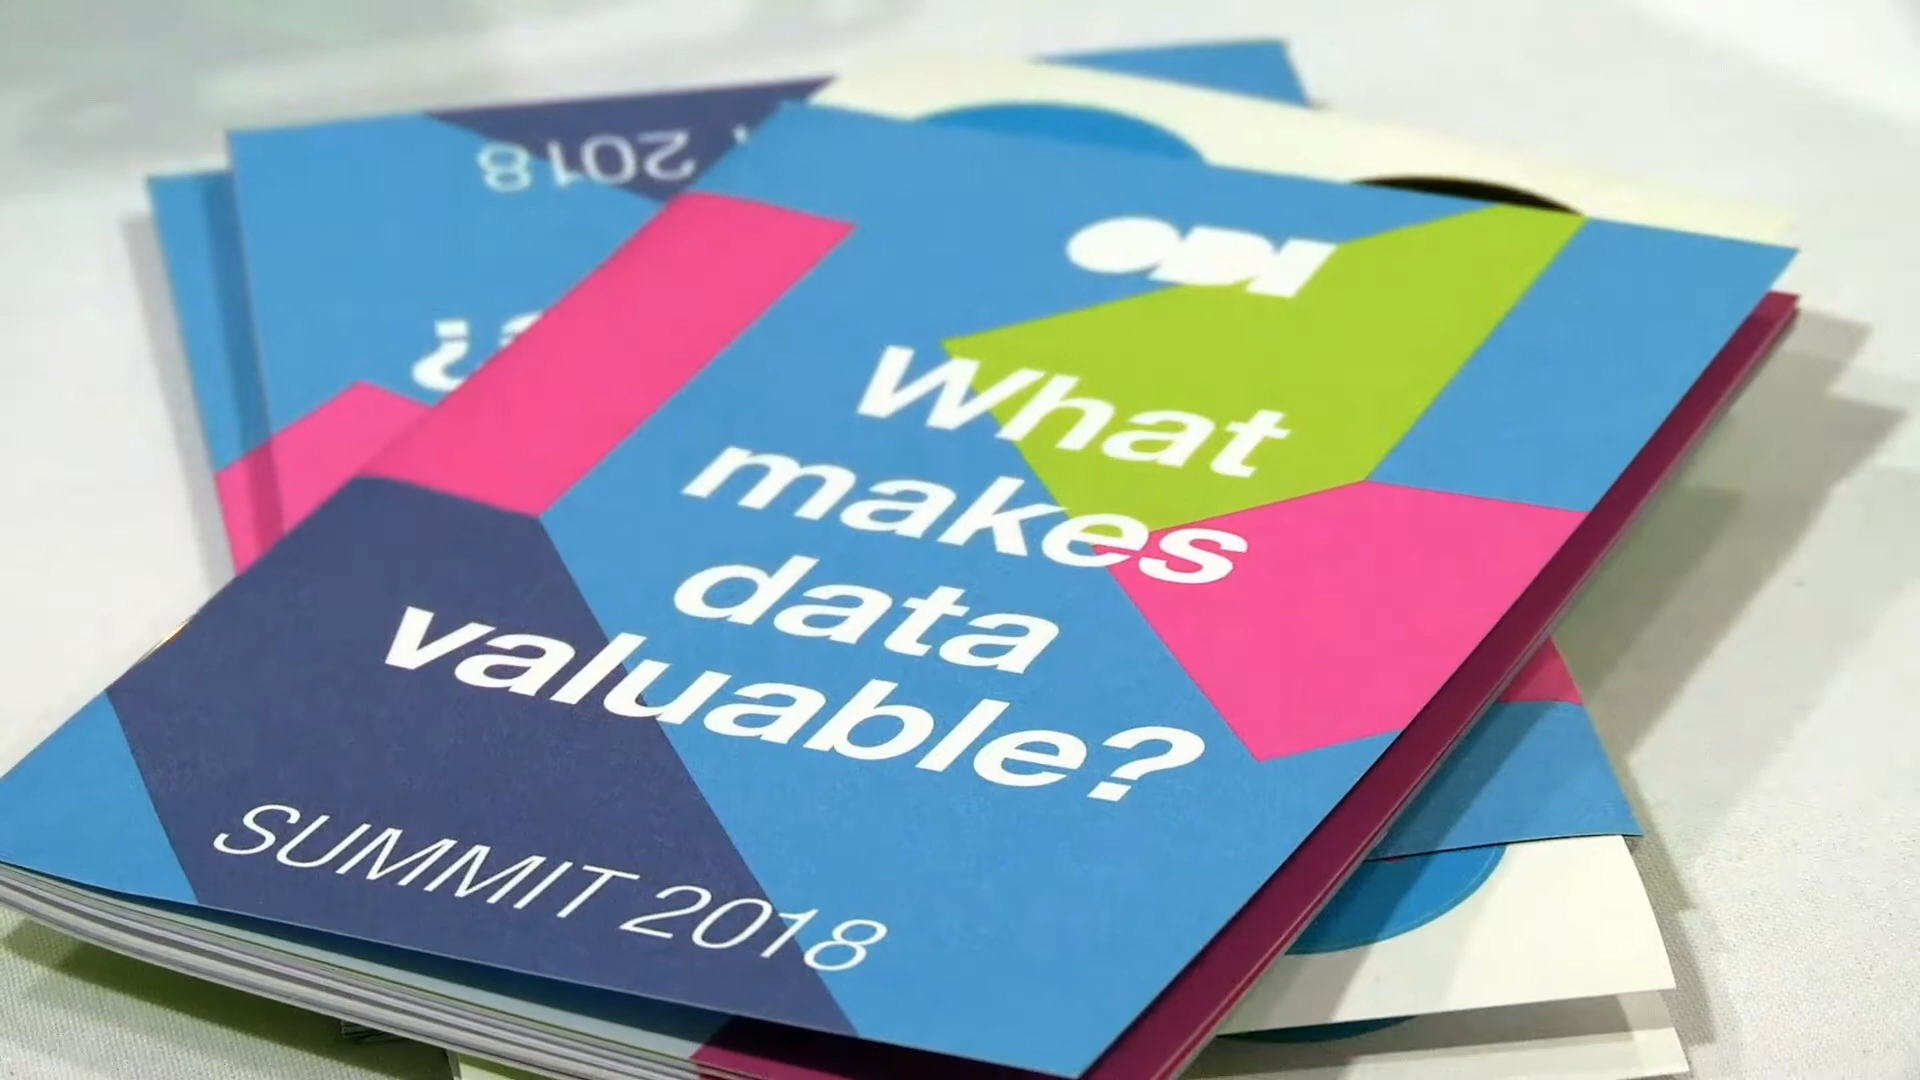 ODI
What
makes
data
valuable?
SUMMIT 2018
2018
?